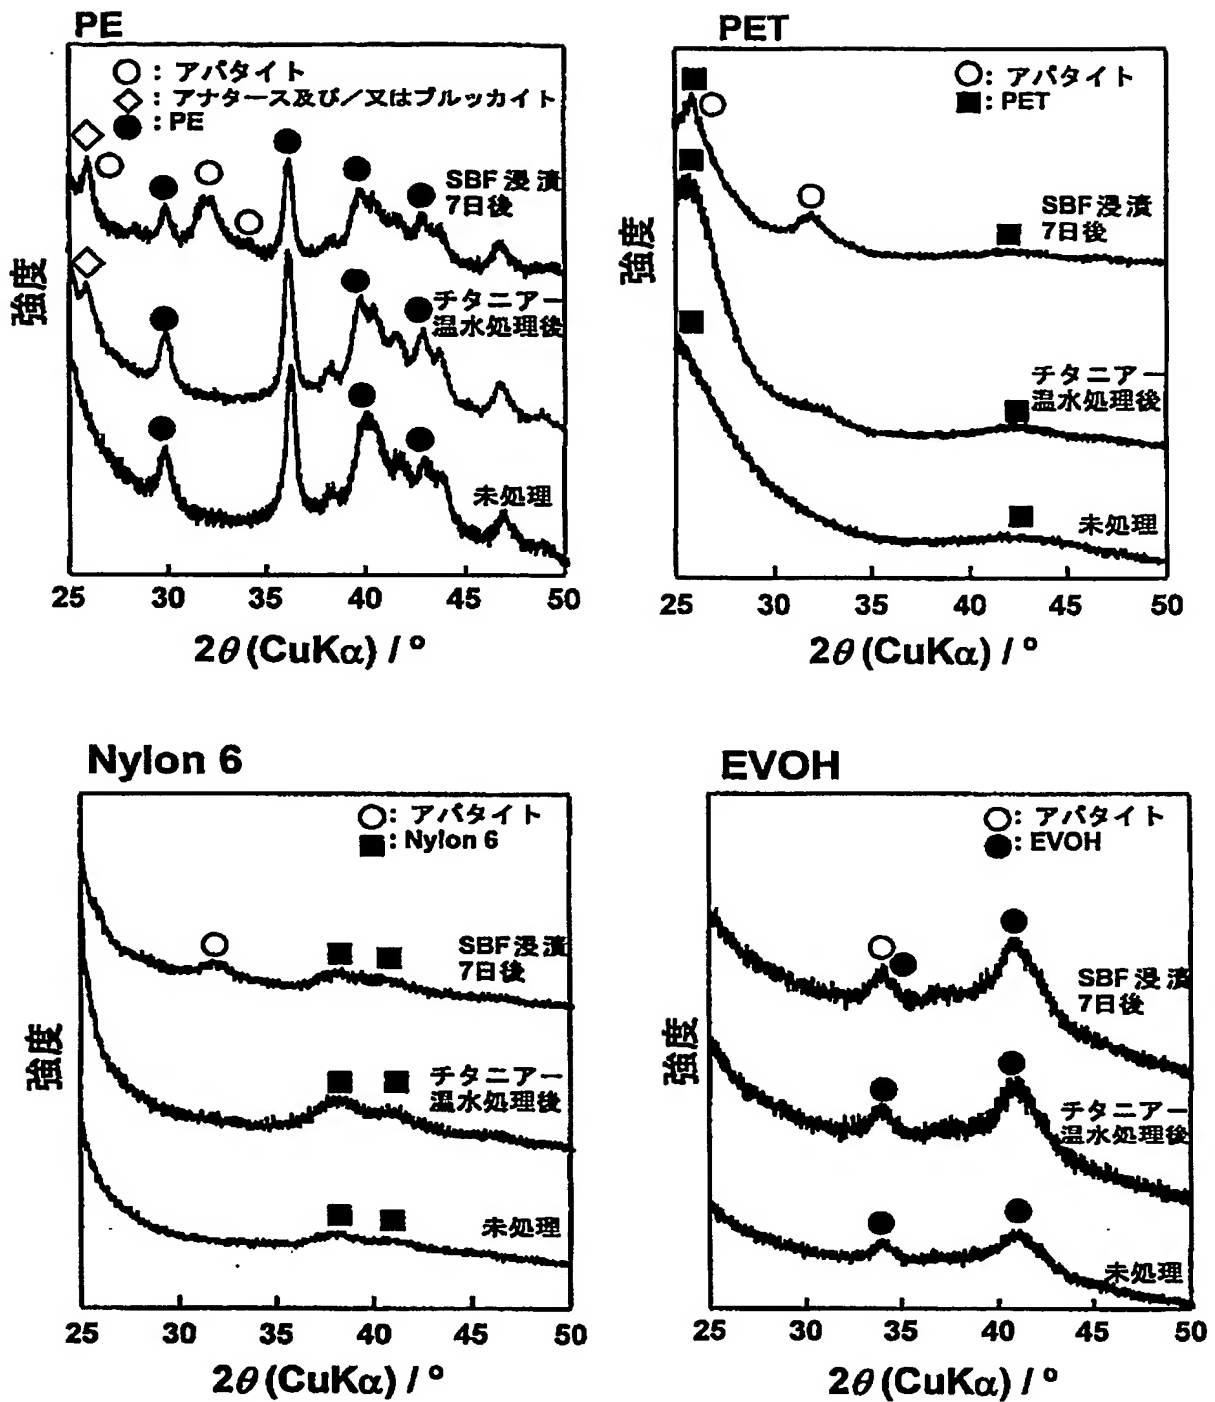 PE
○：アパタイト
◇：アナタース及び／又はブルッカイト
●：PE
SBF浸漬
7日後
チタニアー
温水処理後
未処理
強度
25 30 35 40 45 50
2θ (CuKα) / °
PET
○：アパタイト
■：PET
SBF浸漬
7日後
チタニアー
温水処理後
未処理
強度
25 30 35 40 45 50
2θ (CuKα) / °
Nylon 6
○：アパタイト
■：Nylon 6
SBF浸漬
7日後
チタニアー
温水処理後
未処理
強度
25 30 35 40 45 50
2θ (CuKα) / °
EVOH
○：アパタイト
●：EVOH
SBF浸漬
7日後
チタニアー
温水処理後
未処理
強度
25 30 35 40 45 50
2θ (CuKα) / °